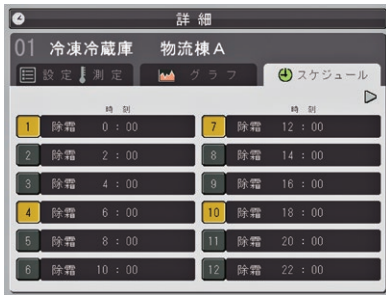 詳細
01 冷凍冷蔵庫 物流棟A
設定 測定 グラフ スケジュール
時刻 時刻
1 除霜 0 : 00
7 除霜 12 : 00
2 除霜 2 : 00
8 除霜 14 : 00
3 除霜 4 : 00
9 除霜 16 : 00
4 除霜 6 : 00
10 除霜 18 : 00
5 除霜 8 : 00
11 除霜 20 : 00
6 除霜 10 : 00
12 除霜 22 : 00